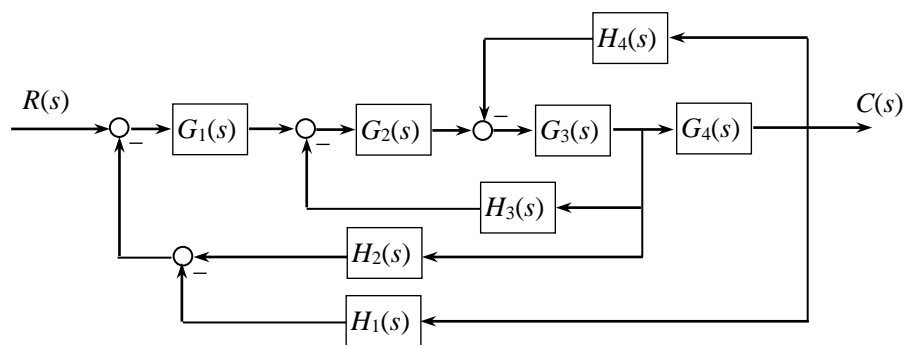 H₄(s)
R(s)
C(s)
G₁(s)
G₂(s)
G₃(s)
G₄(s)
−
−
−
H₃(s)
H₂(s)
−
H₁(s)